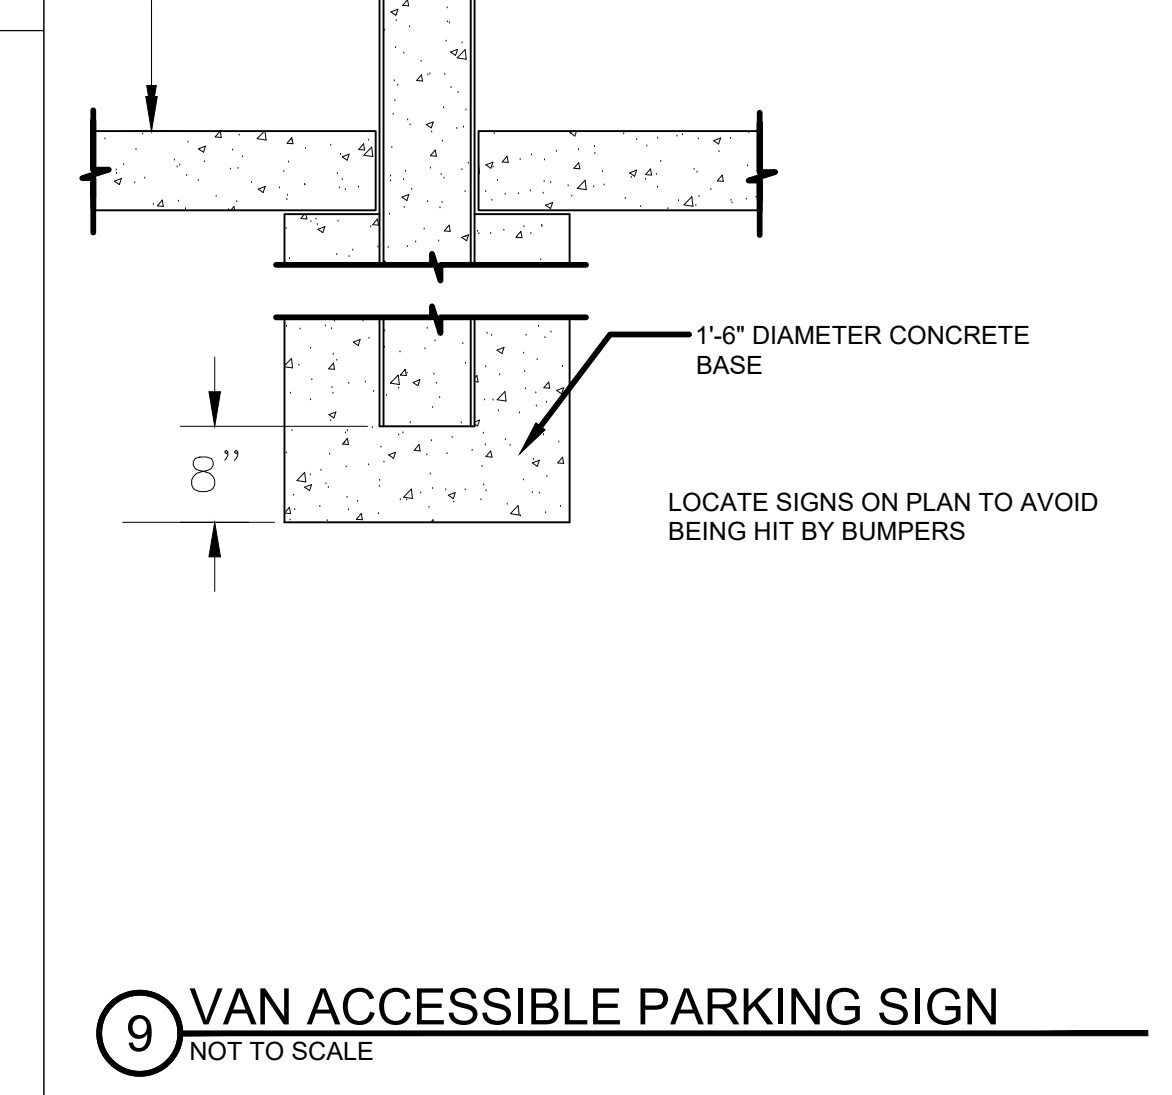 1'-6" DIAMETER CONCRETE
BASE
8"
LOCATE SIGNS ON PLAN TO AVOID
BEING HIT BY BUMPERS
9
VAN ACCESSIBLE PARKING SIGN
NOT TO SCALE